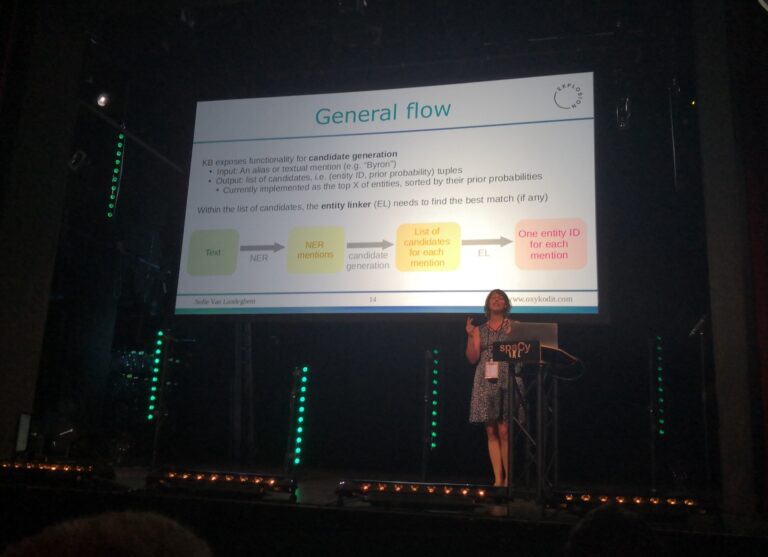 EXPLOSION
General flow
KB exposes functionality for candidate generation
• Input: An alias or textual mention (e.g. "Byron")
• Output: list of candidates, i.e. (entity ID, prior probability) tuples
• Currently implemented as the top X of entities, sorted by their prior probabilities
Within the list of candidates, the entity linker (EL) needs to find the best match (if any)
Text
NER
NER
mentions
candidate
generation
List of
candidates
for each
mention
EL
One entity ID
for each
mention
Sofie Van Landeghem
14
www.oxykodit.com
spaCy
IRL